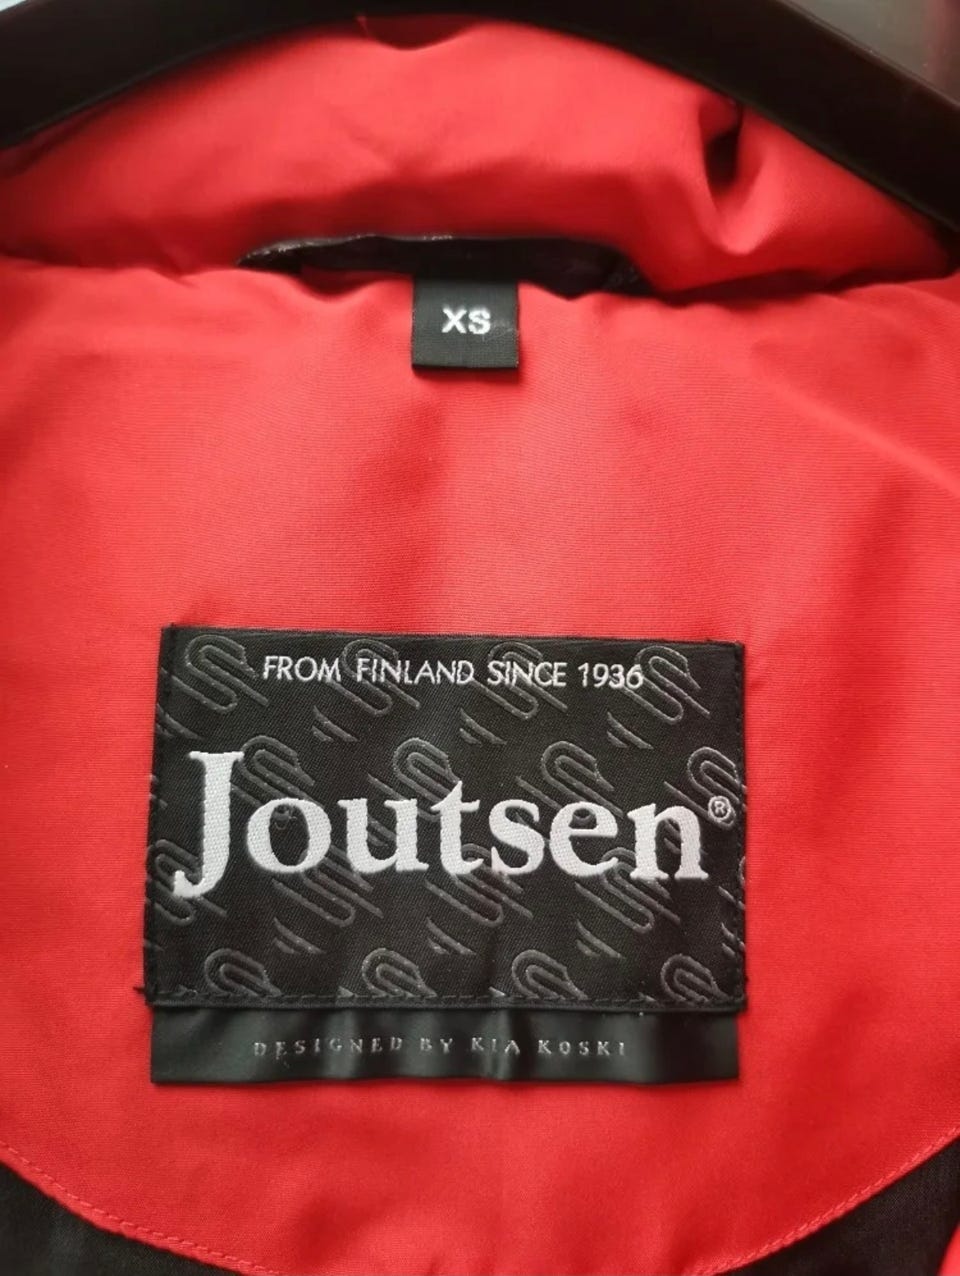 XS
FROM FINLAND SINCE 1936
Joutsen®
DESIGNED BY KIA KOSKI